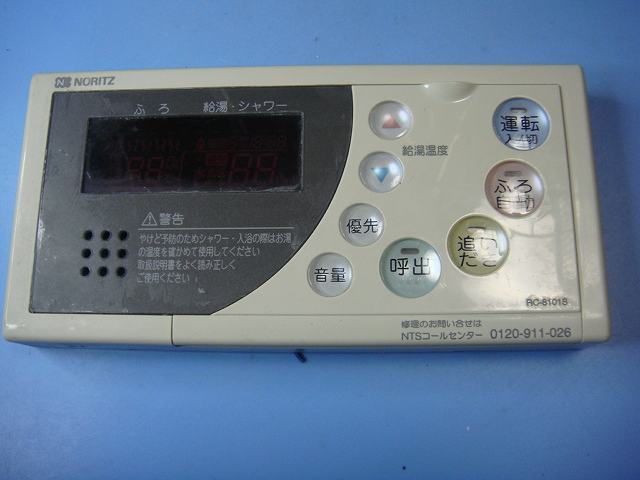 NORITZ
ふろ 給湯・シャワー
運転
入/切
給湯温度
ふろ
自動
警告
やけど予防のためシャワー・入浴の際はお湯
の温度を確かめて使用してください
取扱説明書をよく読み正しく
ご使用ください
優先
追い
だき
音量
呼出
RC-8101S
修理のお問い合せは
NTSコールセンター 0120-911-026